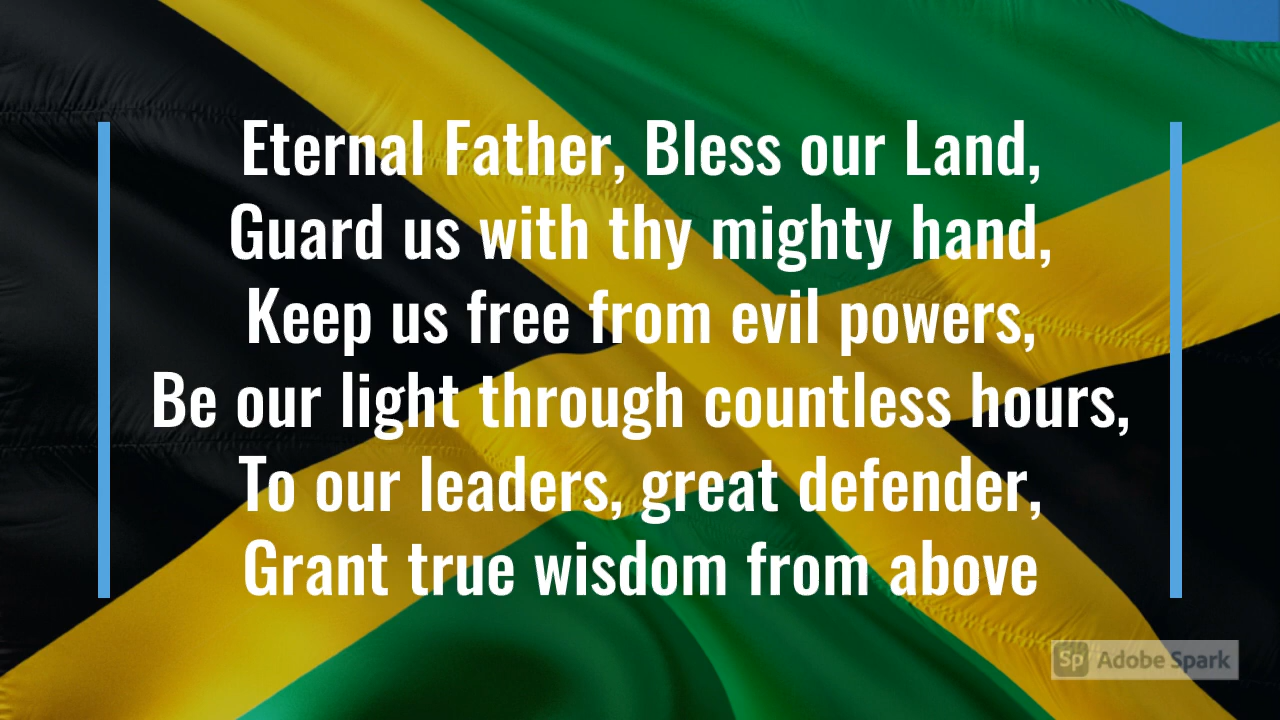 Eternal Father, Bless our Land,
Guard us with thy mighty hand,
Keep us free from evil powers,
Be our light through countless hours,
To our leaders, great defender,
Grant true wisdom from above
Sp Adobe Spark